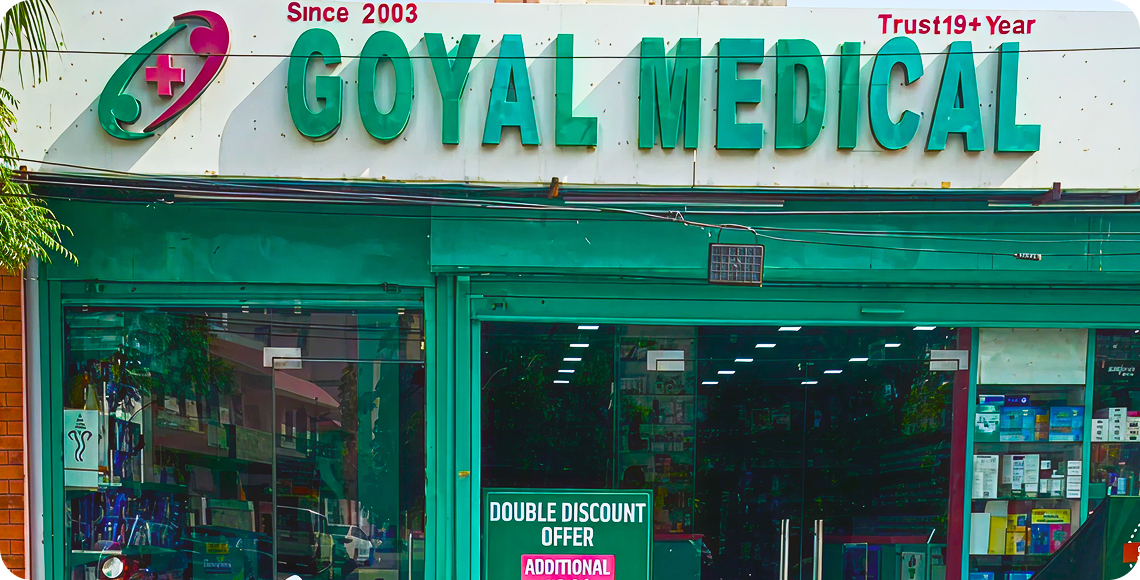 Since 2003
Trust19+Year
GOYAL MEDICAL
DOUBLE DISCOUNT
OFFER
ADDITIONAL